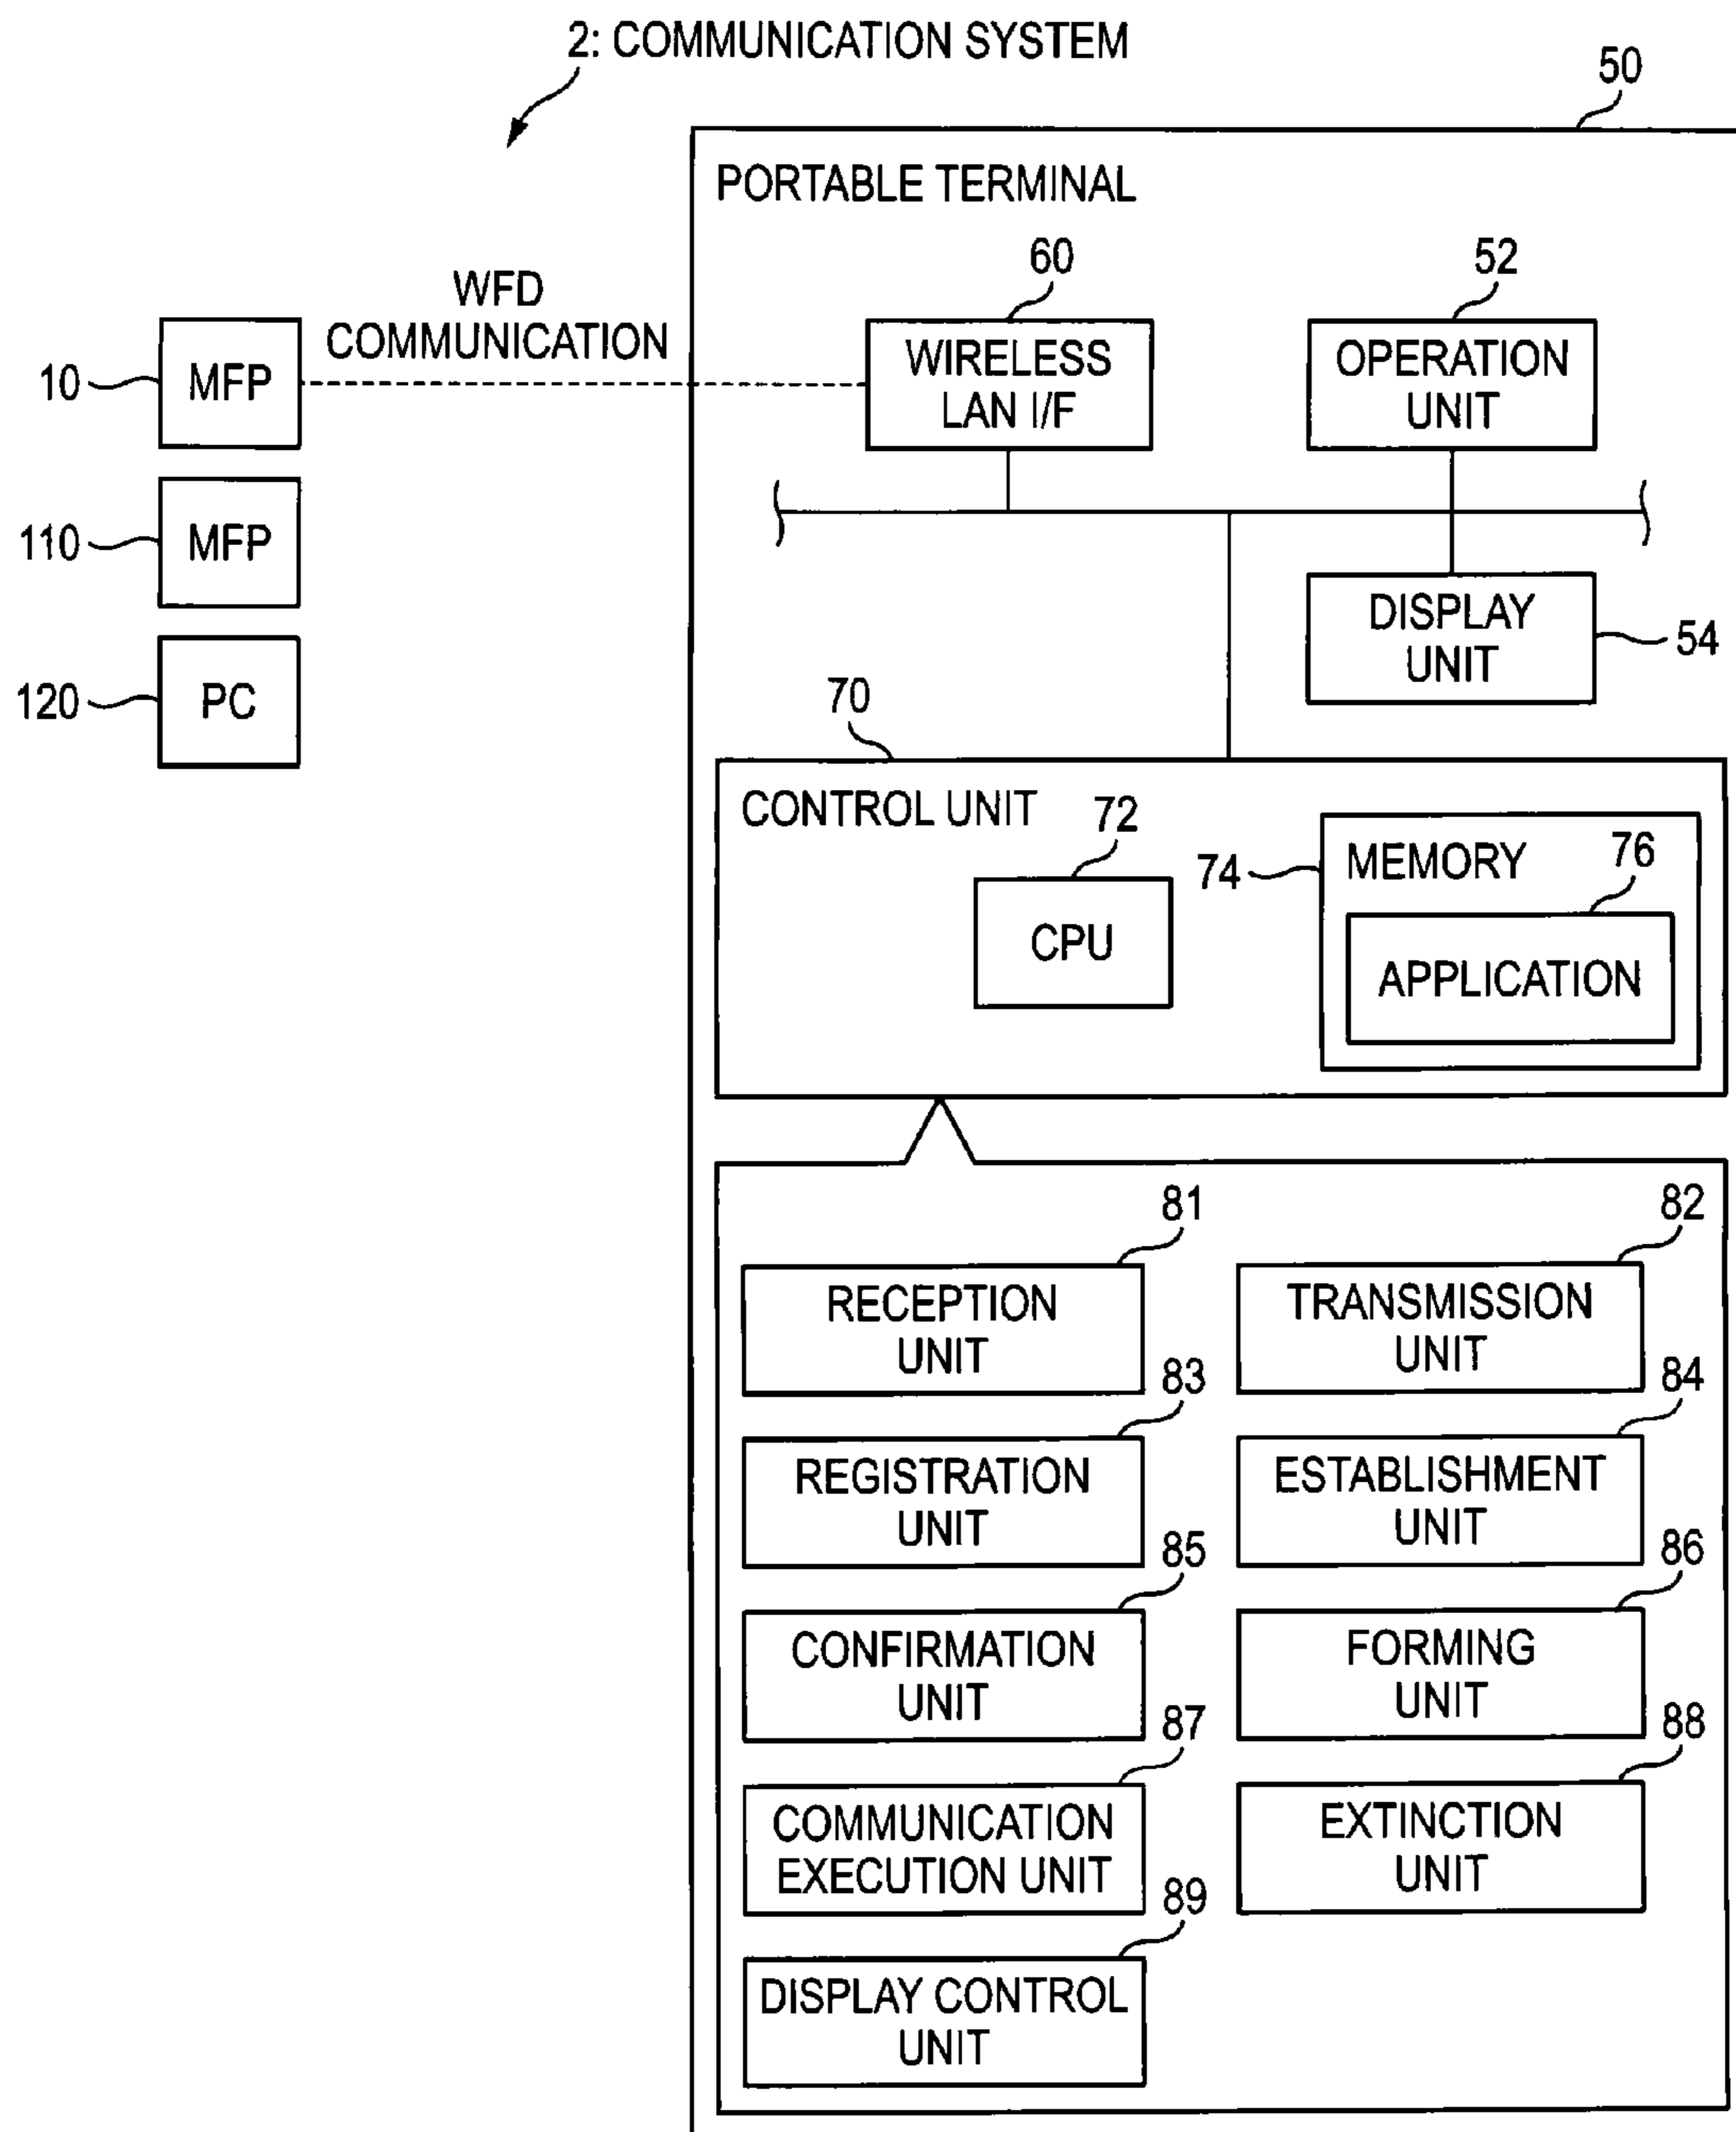 2: COMMUNICATION SYSTEM
50
PORTABLE TERMINAL
60
52
WFD
COMMUNICATION
10
MFP
WIRELESS
LAN I/F
OPERATION
UNIT
110
MFP
DISPLAY
UNIT
54
120
PC
70
CONTROL UNIT
72
CPU
74
MEMORY
76
APPLICATION
81
RECEPTION
UNIT
82
TRANSMISSION
UNIT
83
REGISTRATION
UNIT
84
ESTABLISHMENT
UNIT
85
CONFIRMATION
UNIT
86
FORMING
UNIT
87
COMMUNICATION
EXECUTION UNIT
88
EXTINCTION
UNIT
89
DISPLAY CONTROL
UNIT